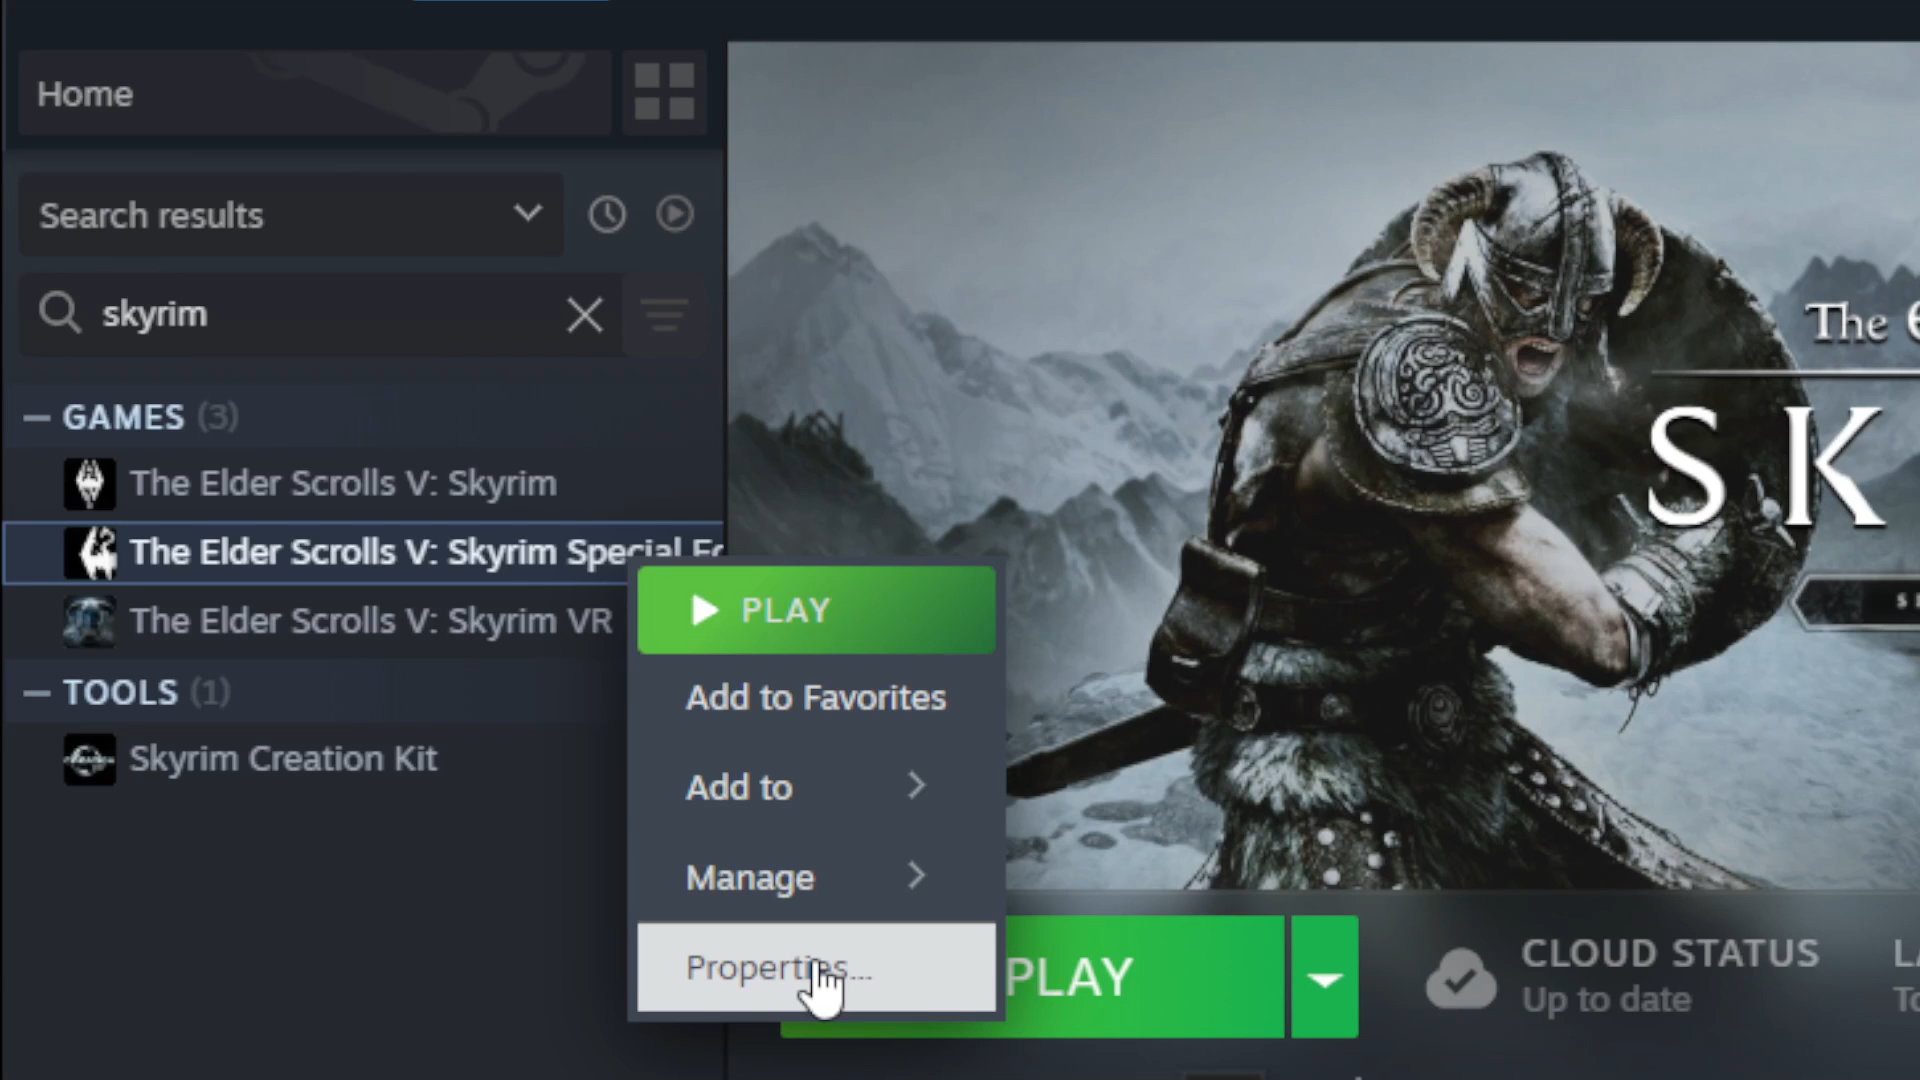 Home
Search results
skyrim
GAMES (3)
The Elder Scrolls V: Skyrim
The Elder Scrolls V: Skyrim Special
The Elder Scrolls V: Skyrim VR
TOOLS (1)
Skyrim Creation Kit
PLAY
Add to Favorites
Add to
Manage
Properties...
The
SK
PLAY
CLOUD STATUS
Up to date